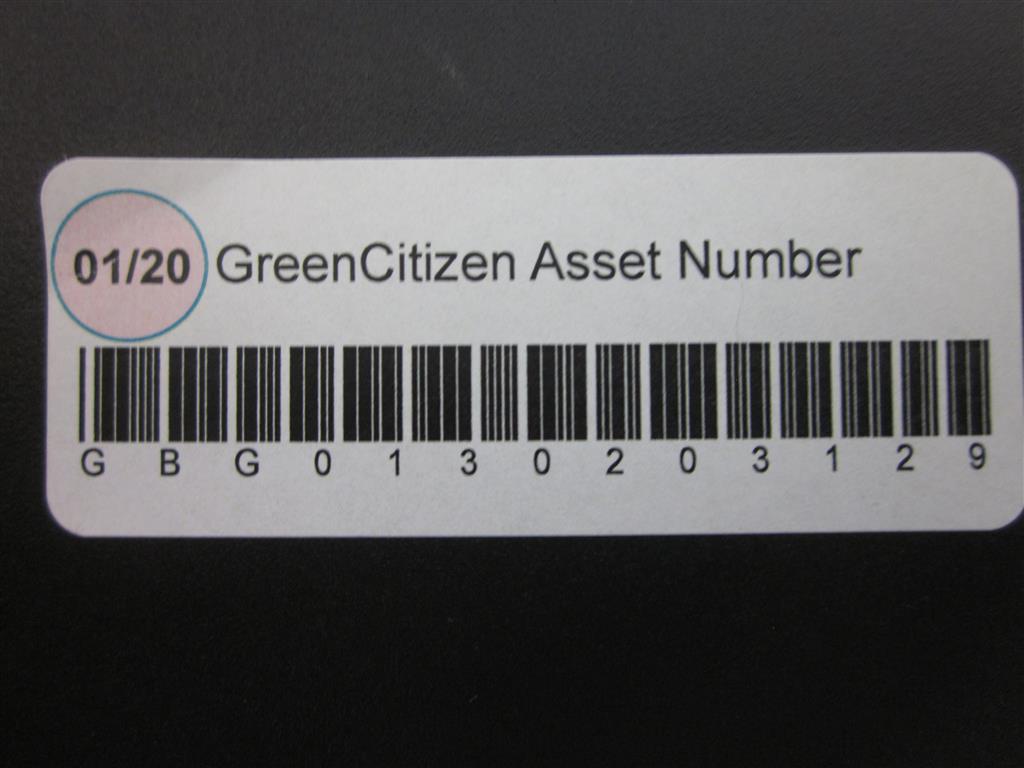 01/20 GreenCitizen Asset Number
G B G 0 1 3 0 2 0 3 1 2 9